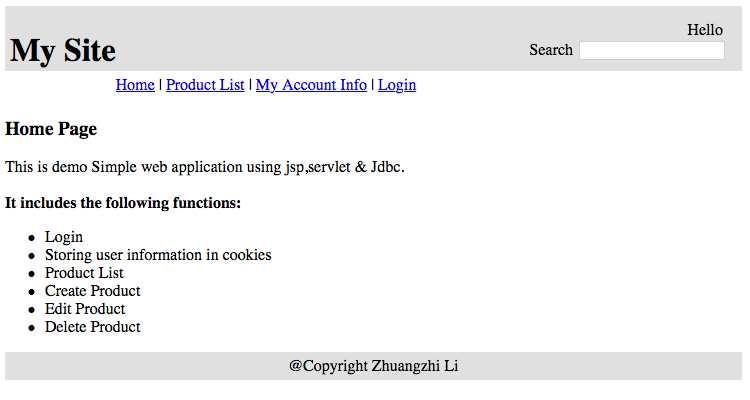 Hello
My Site
Search
Home | Product List | My Account Info | Login
Home Page
This is demo Simple web application using jsp,servlet & Jdbc.
It includes the following functions:
Login
Storing user information in cookies
Product List
Create Product
Edit Product
Delete Product
@Copyright Zhuangzhi Li